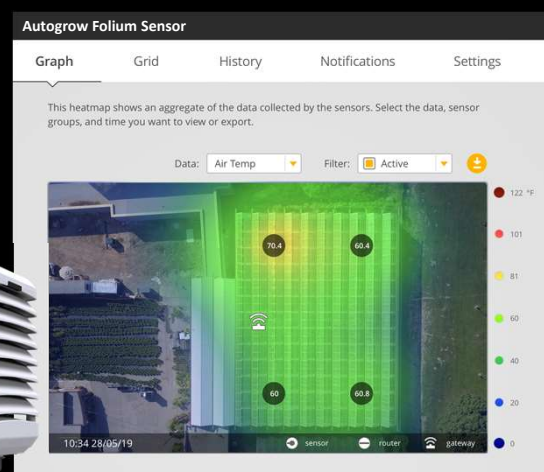 Autogrow Folium Sensor
Graph Grid History Notifications Settings
This heatmap shows an aggregate of the data collected by the sensors. Select the data, sensor
groups, and time you want to view or export.
Data: Air Temp Filter: Active
122 °F
70.4 60.4 101
81
60
40
60 60.8
20
10:34 28/05/19 sensor router gateway 0